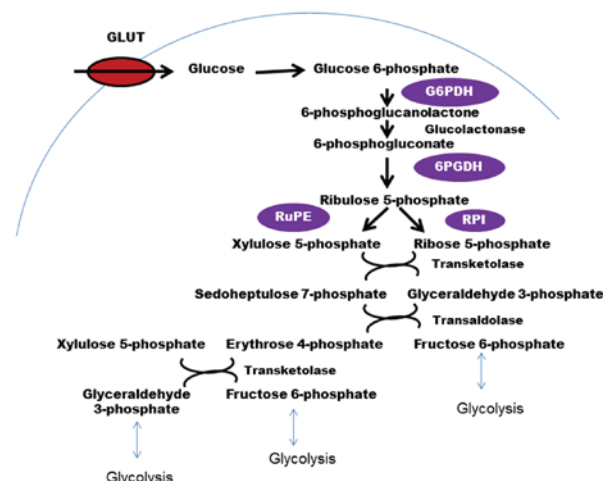 GLUT
Glucose
Glucose 6-phosphate
G6PDH
6-phosphoglucanolactone
Glucolactonase
6-phosphogluconate
6PGDH
Ribulose 5-phosphate
RuPE
RPI
Xylulose 5-phosphate
Ribose 5-phosphate
Transketolase
Sedoheptulose 7-phosphate
Glyceraldehyde 3-phosphate
Transaldolase
Xylulose 5-phosphate
Erythrose 4-phosphate
Fructose 6-phosphate
Transketolase
Glyceraldehyde
3-phosphate
Fructose 6-phosphate
Glycolysis
Glycolysis
Glycolysis